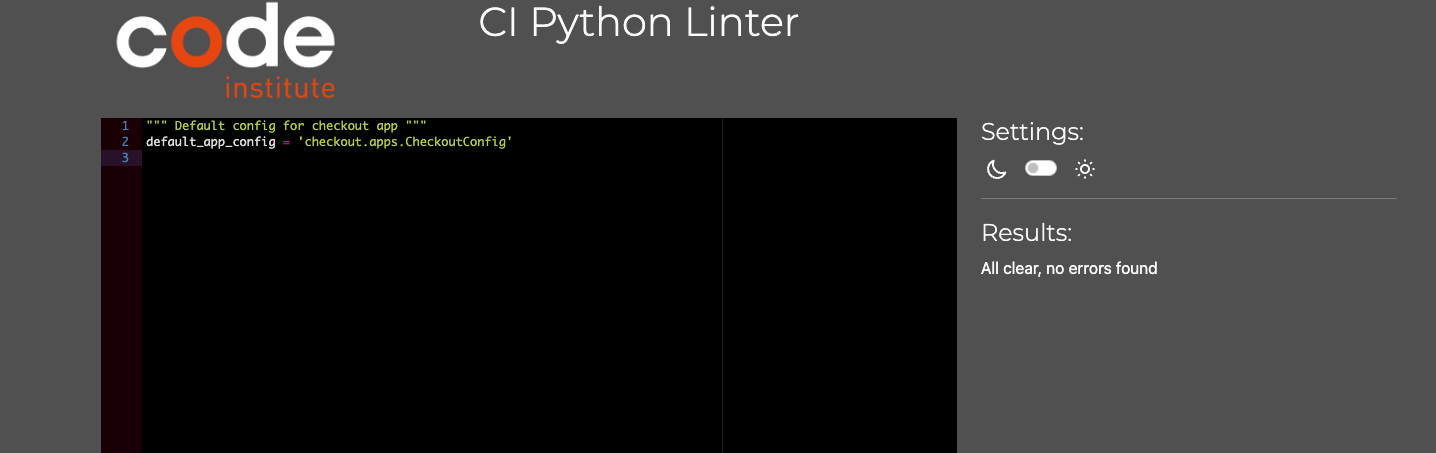 code
institute
CI Python Linter
1 """ Default config for checkout app """
2 default_app_config = 'checkout.apps.CheckoutConfig'
3
Settings:
Results:
All clear, no errors found